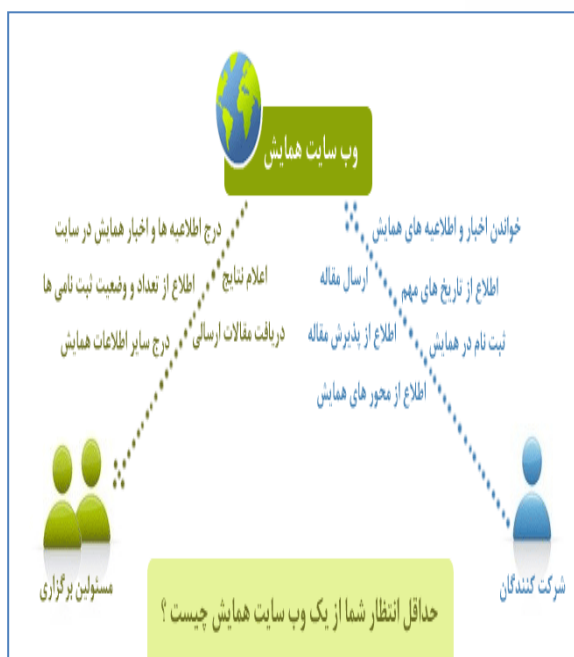 وب سایت همایش
خواندن اخبار و اطلاعیه های همایش
اطلاع از تاریخ های مهم
ارسال مقاله
ثبت نام در همایش
اطلاع از پذیرش مقاله
اطلاع از محور های همایش
درج اطلاعیه ها و اخبار همایش در سایت
اعلام نتایج
اطلاع از تعداد و وضعیت ثبت نامی ها
دریافت مقالات ارسالی
درج سایر اطلاعات همایش
شرکت کنندگان
مسئولین برگزاری
حداقل انتظار شما از یک وب سایت همایش چیست ؟